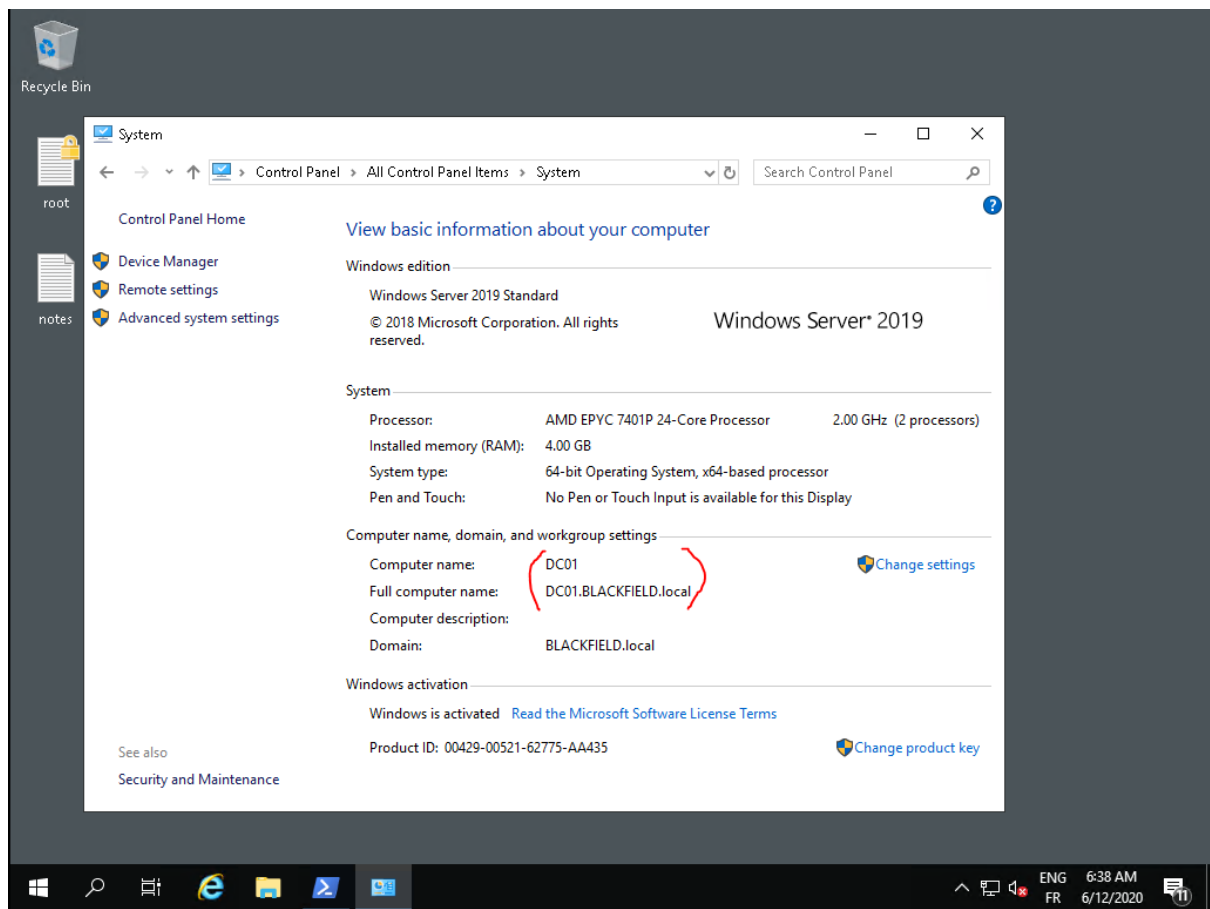 Recycle Bin
root
notes
System
Control Panel > All Control Panel Items > System
Search Control Panel
Control Panel Home
Device Manager
Remote settings
Advanced system settings
See also
Security and Maintenance
?
View basic information about your computer
Windows edition
Windows Server 2019 Standard
© 2018 Microsoft Corporation. All rights
reserved.
Windows Server® 2019
System
Processor: AMD EPYC 7401P 24-Core Processor 2.00 GHz (2 processors)
Installed memory (RAM): 4.00 GB
System type: 64-bit Operating System, x64-based processor
Pen and Touch: No Pen or Touch Input is available for this Display
Computer name, domain, and workgroup settings
Computer name: DC01 Change settings
Full computer name: DC01.BLACKFIELD.local
Computer description:
Domain: BLACKFIELD.local
Windows activation
Windows is activated Read the Microsoft Software License Terms
Product ID: 00429-00521-62775-AA435 Change product key
ENG 6:38 AM
FR 6/12/2020
11